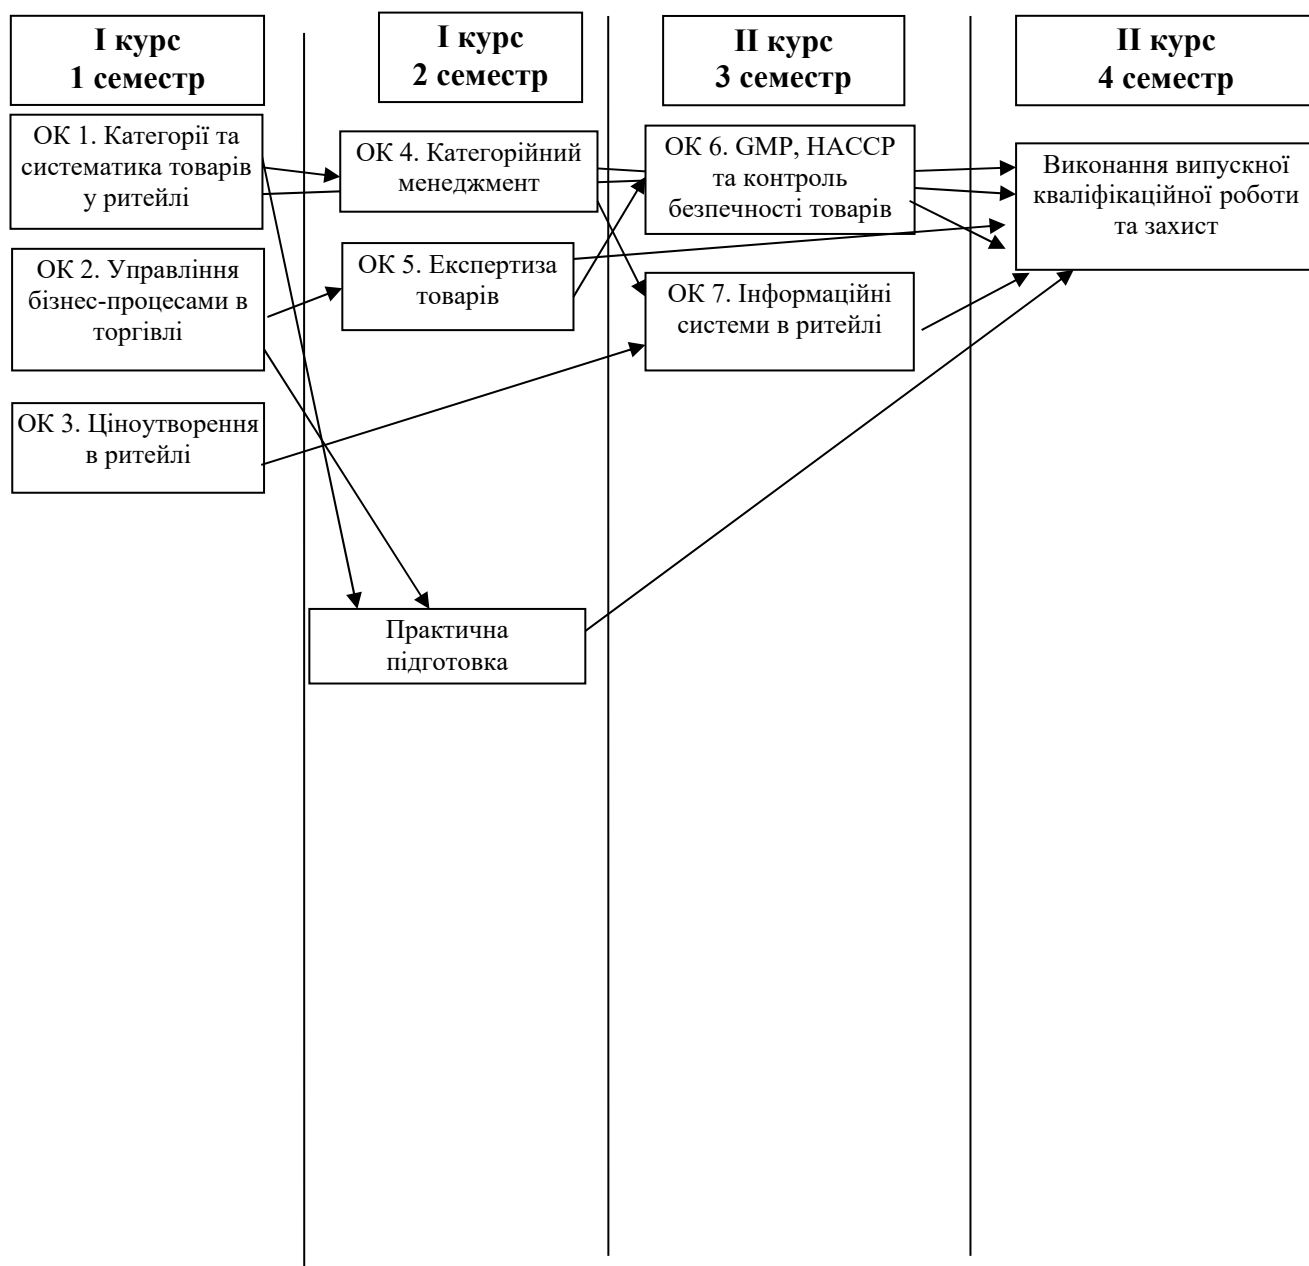 І курс
1 семестр
І курс
2 семестр
ІІ курс
3 семестр
ІІ курс
4 семестр
ОК 1. Категорії та
систематика товарів
у ритейлі
ОК 2. Управління
бізнес-процесами в
торгівлі
ОК 3. Ціноутворення
в ритейлі
ОК 4. Категорійний
менеджмент
ОК 5. Експертиза
товарів
Практична
підготовка
ОК 6. GMP, HACCP
та контроль
безпечності товарів
ОК 7. Інформаційні
системи в ритейлі
Виконання випускної
кваліфікаційної роботи
та захист